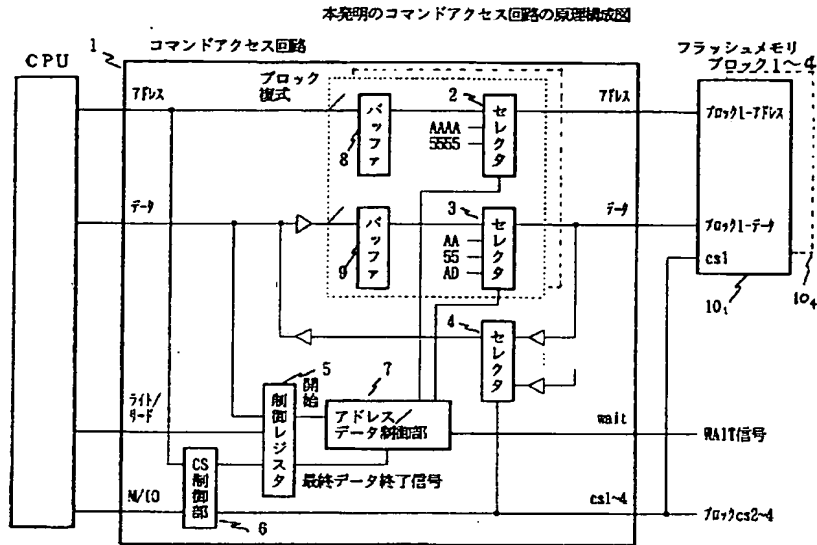 本発明のコマンドアクセス回路の原理構成図
1
コマンドアクセス回路
フラッシュメモリ
ブロック1~4
CPU
ブロック
復式
アドレス
バッファ
8
2
セレクタ
AAAA
5555
アドレス
ブロック1-アドレス
データ
バッファ
9
3
セレクタ
AA
55
AD
データ
ブロック1-データ
cs1
10₁
10₄
4
セレクタ
5
開始
7
ライト/
リード
制御レジスタ
アドレス/
データ制御部
wait
WAIT信号
CS制御部
最終データ終了信号
M/IO
6
cs1~4
ブロックcs2~4